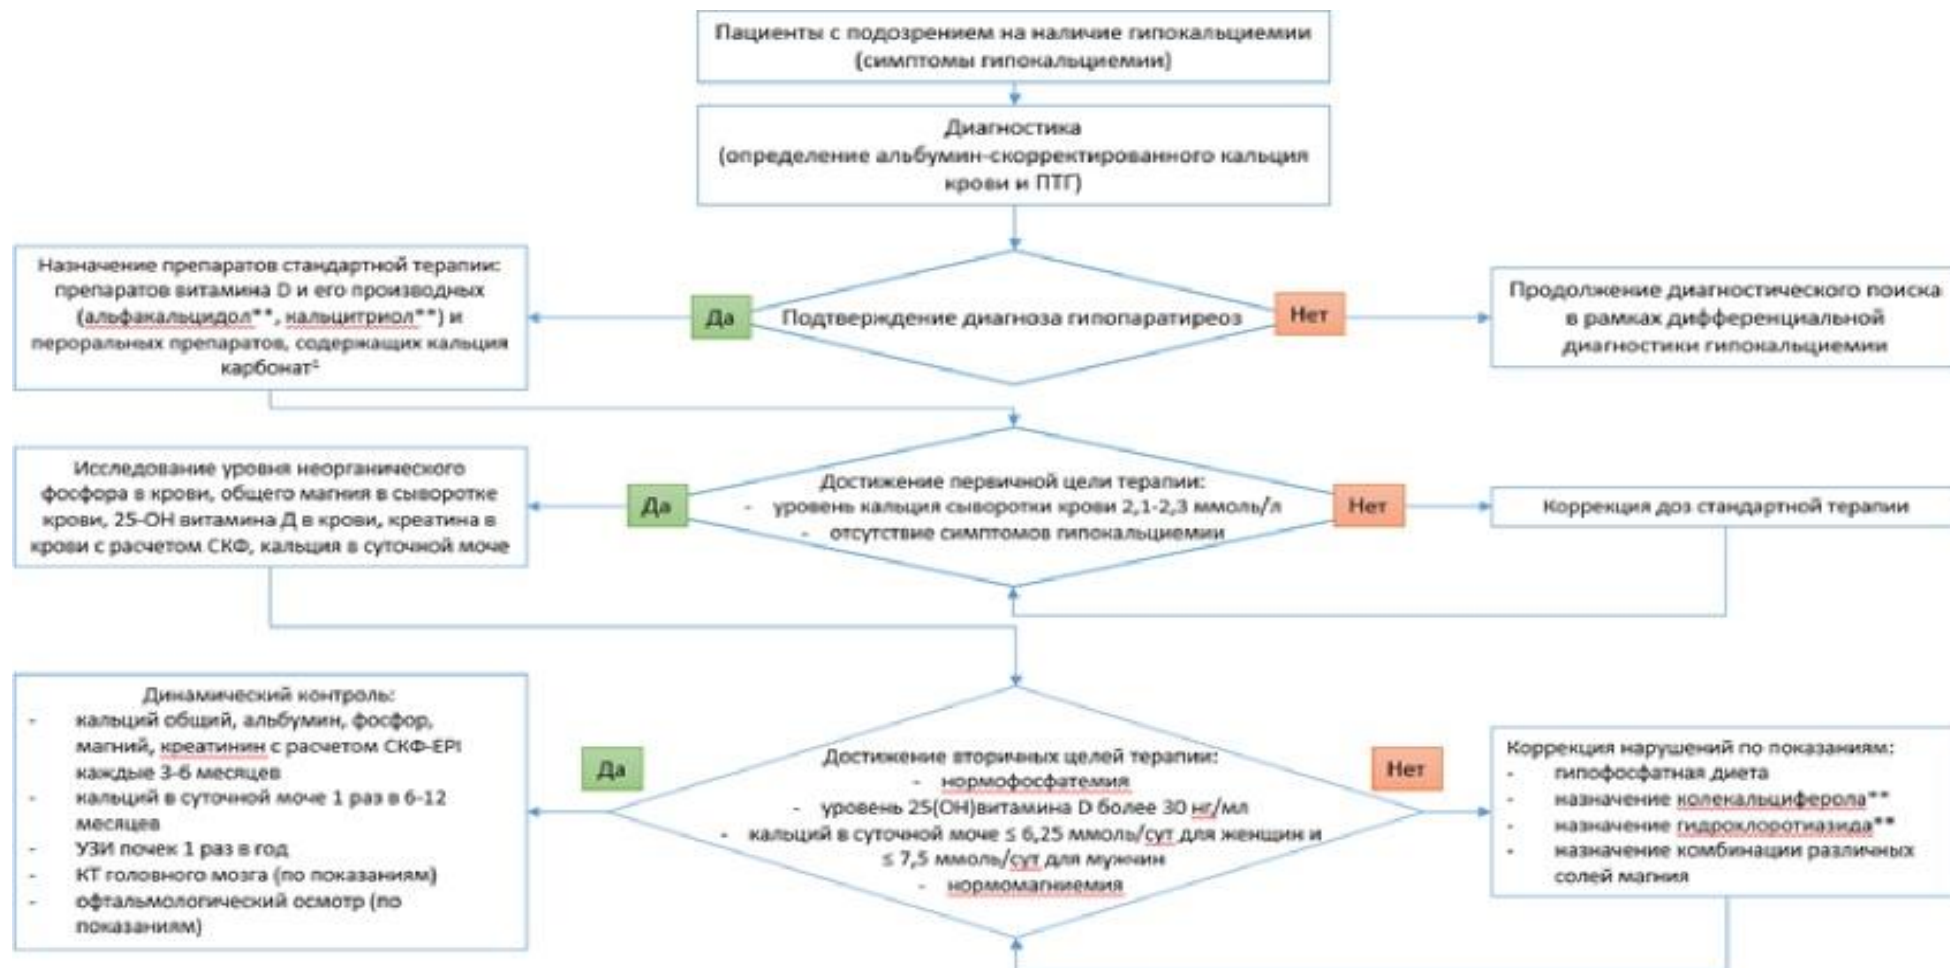 Пациенты с подозрением на наличие гипокальциемии
(симптомы гипокальциемии)
Диагностика
(определение альбумин-скорректированного кальция
крови и ПТГ)
Назначение препаратов стандартной терапии:
препаратов витамина D и его производных
(альфакальцидол**, кальцитриол**) и
пероральных препаратов, содержащих кальция
карбонат¹
Да
Подтверждение диагноза гипопаратиреоз
Нет
Продолжение диагностического поиска
в рамках дифференциальной
диагностики гипокальциемии
Исследование уровня неорганического
фосфора в крови, общего магния в сыворотке
крови, 25-ОН витамина Д в крови, креатина в
крови с расчетом СКФ, кальция в суточной моче
Да
Достижение первичной цели терапии:
- уровень кальция сыворотки крови 2,1-2,3 ммоль/л
- отсутствие симптомов гипокальциемии
Нет
Коррекция доз стандартной терапии
Динамический контроль:
- кальций общий, альбумин, фосфор,
магний, креатинин с расчетом СКФ-EPI
каждые 3-6 месяцев
- кальций в суточной моче 1 раз в 6-12
месяцев
- УЗИ почек 1 раз в год
- КТ головного мозга (по показаниям)
- офтальмологический осмотр (по
показаниям)
Да
Достижение вторичных целей терапии:
- нормофосфатемия
- уровень 25(ОН)витамина D более 30 нг/мл
- кальций в суточной моче ≤ 6,25 ммоль/сут для женщин и
≤ 7,5 ммоль/сут для мужчин
- нормомагниемия
Нет
Коррекция нарушений по показаниям:
- гипофосфатная диета
- назначение колекальциферола**
- назначение гидрохлоротиазида**
- назначение комбинации различных
солей магния